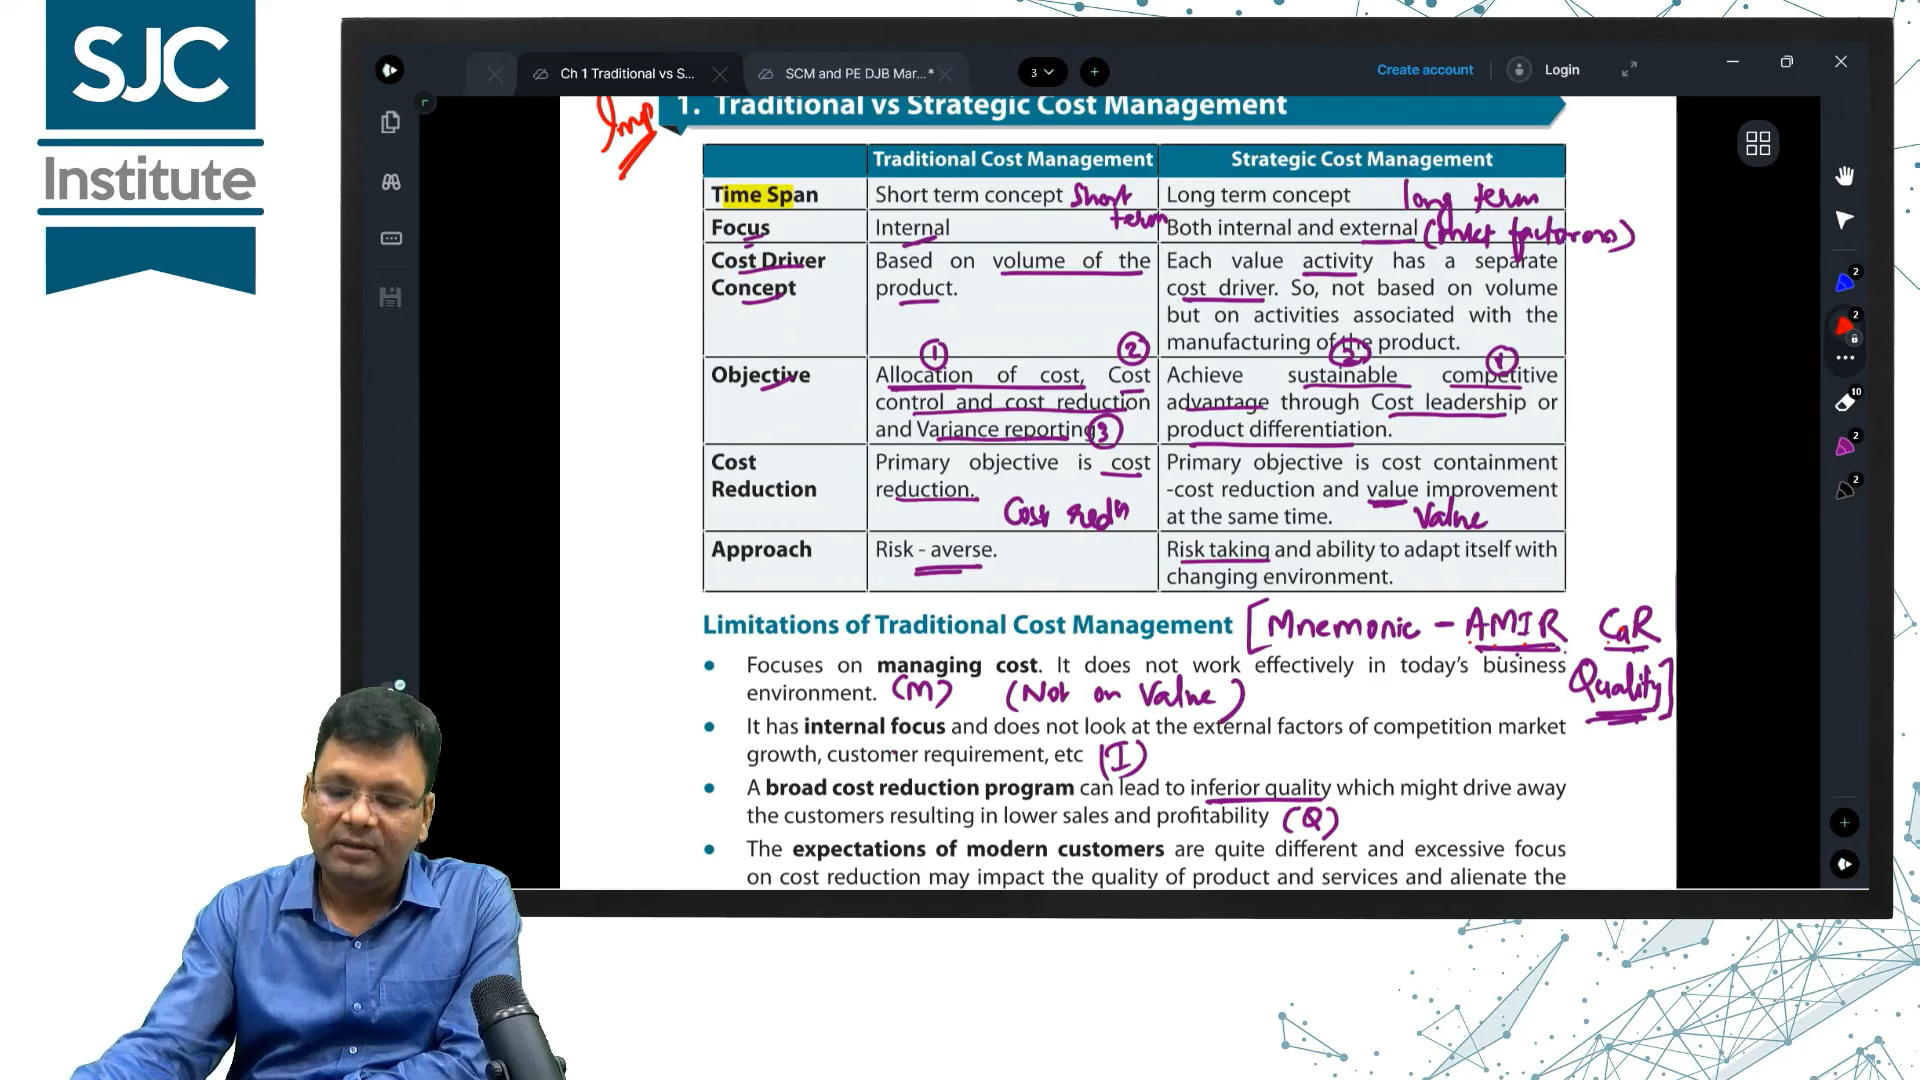 SJC
Institute
Ch 1 Traditional vs S...
SCM and PE DJB Mar...*
3
Create account
Login
Imp
1. Traditional vs Strategic Cost Management
Traditional Cost Management
Strategic Cost Management
Time Span
Short term concept
Short term
Long term concept
long term
Focus
Internal
Both internal and external
Cost Driver
Concept
Based on volume of the
product.
Each value activity has a separate
cost driver. So, not based on volume
but on activities associated with the
manufacturing of the product.
Objective
1
2
Allocation of cost, Cost
control and cost reduction
and Variance reporting
3
Achieve sustainable competitive
advantage through Cost leadership or
product differentiation.
Cost
Reduction
Primary objective is cost
reduction.
Cost redn
Primary objective is cost containment
-cost reduction and value improvement
at the same time.
Value
Approach
Risk - averse.
Risk taking and ability to adapt itself with
changing environment.
Limitations of Traditional Cost Management [Mnemonic - AMIR CaR
Quality]
• Focuses on managing cost. It does not work effectively in today's business
environment. (M) (Not on Value)
• It has internal focus and does not look at the external factors of competition market
growth, customer requirement, etc (I)
• A broad cost reduction program can lead to inferior quality which might drive away
the customers resulting in lower sales and profitability (Q)
• The expectations of modern customers are quite different and excessive focus
on cost reduction may impact the quality of product and services and alienate the
2
2
10
2
2